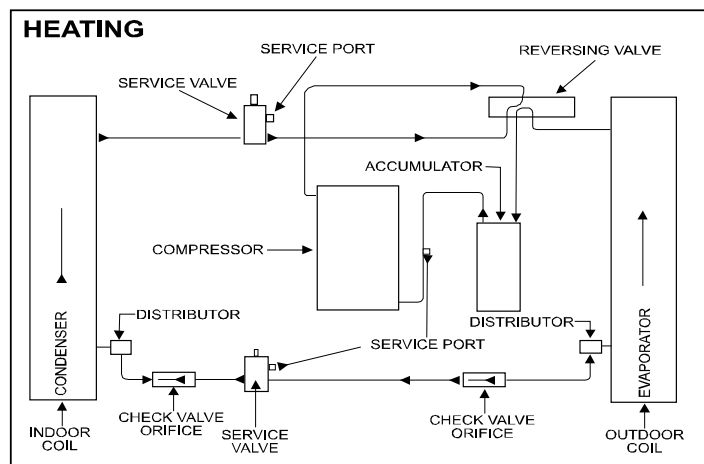 HEATING
SERVICE PORT
SERVICE VALVE
REVERSING VALVE
ACCUMULATOR
COMPRESSOR
DISTRIBUTOR
DISTRIBUTOR
CONDENSER
EVAPORATOR
SERVICE PORT
INDOOR
COIL
CHECK VALVE
ORIFICE
SERVICE
VALVE
CHECK VALVE
ORIFICE
OUTDOOR
COIL